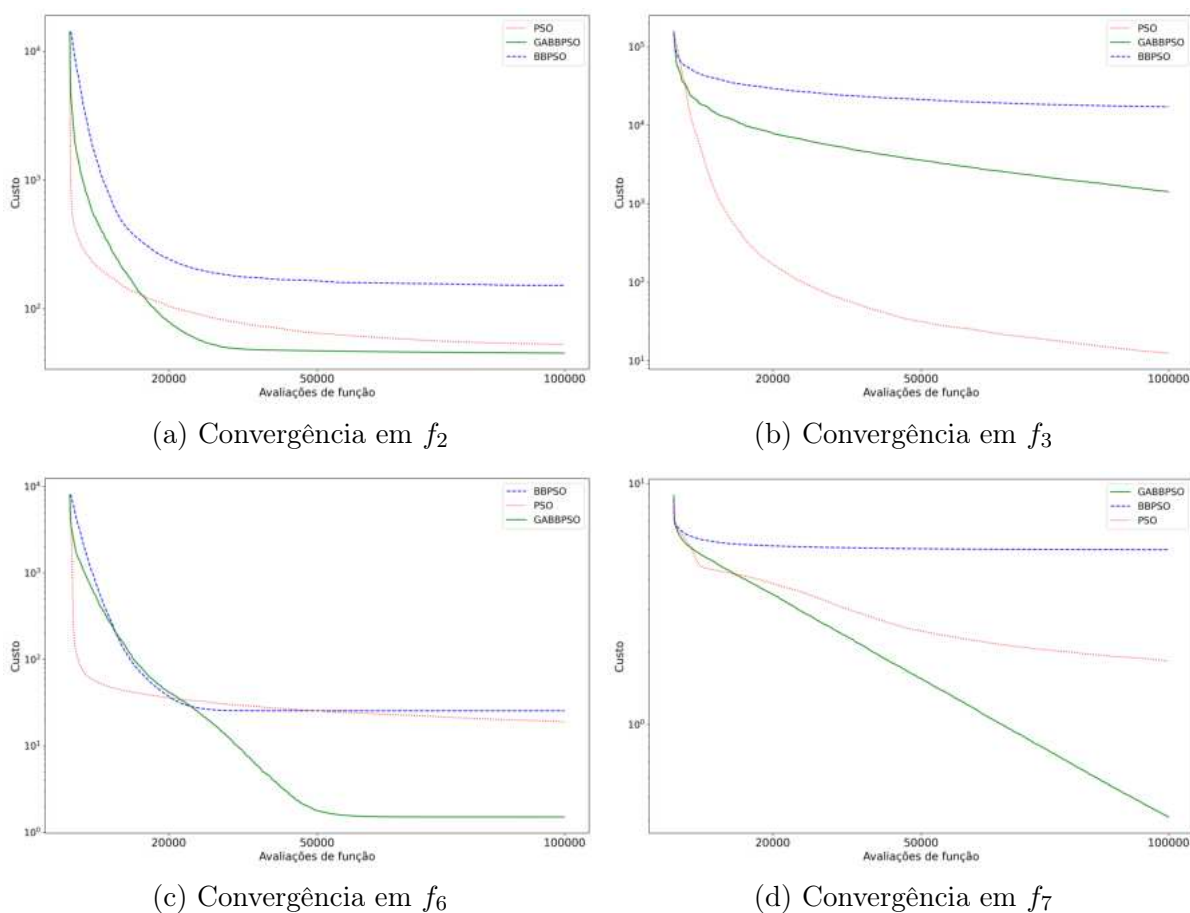 PSO
GABBPSO
BBPSO
10⁴
10³
10²
Custo
20000 50000 100000
Avaliações de função
(a) Convergência em f₂
PSO
GABBPSO
BBPSO
10⁵
10⁴
10³
10²
10¹
Custo
20000 50000 100000
Avaliações de função
(b) Convergência em f₃
BBPSO
PSO
GABBPSO
10⁴
10³
10²
10¹
10⁰
Custo
20000 50000 100000
Avaliações de função
(c) Convergência em f₆
GABBPSO
BBPSO
PSO
10¹
10⁰
Custo
20000 50000 100000
Avaliações de função
(d) Convergência em f₇